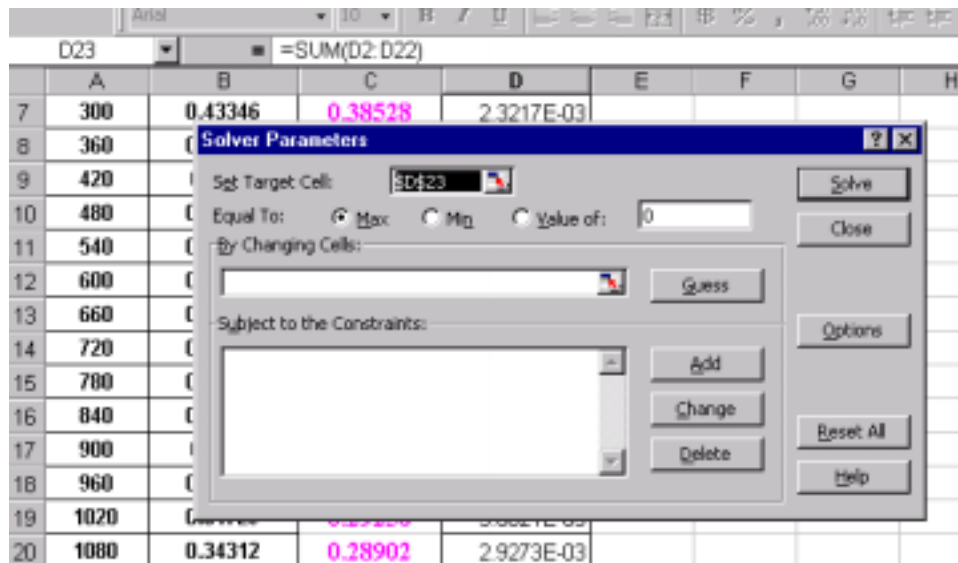 Arial 10 B I U % ,
D23 = =SUM(D2:D22)
A B C D E F G H
7 300 0.43346 0.38528 2.3217E-03
8 360
Solver Parameters ? ×
9 420
Set Target Cell: $D$23 Solve
10 480
Equal To: Max Min Value of: 0
Close
11 540
By Changing Cells:
12 600
Guess
13 660
Subject to the Constraints:
Options
14 720
Add
15 780
16 840
Change
Reset All
17 900
Delete
18 960
Help
19 1020
20 1080 0.34312 0.28902 2.9273E-03